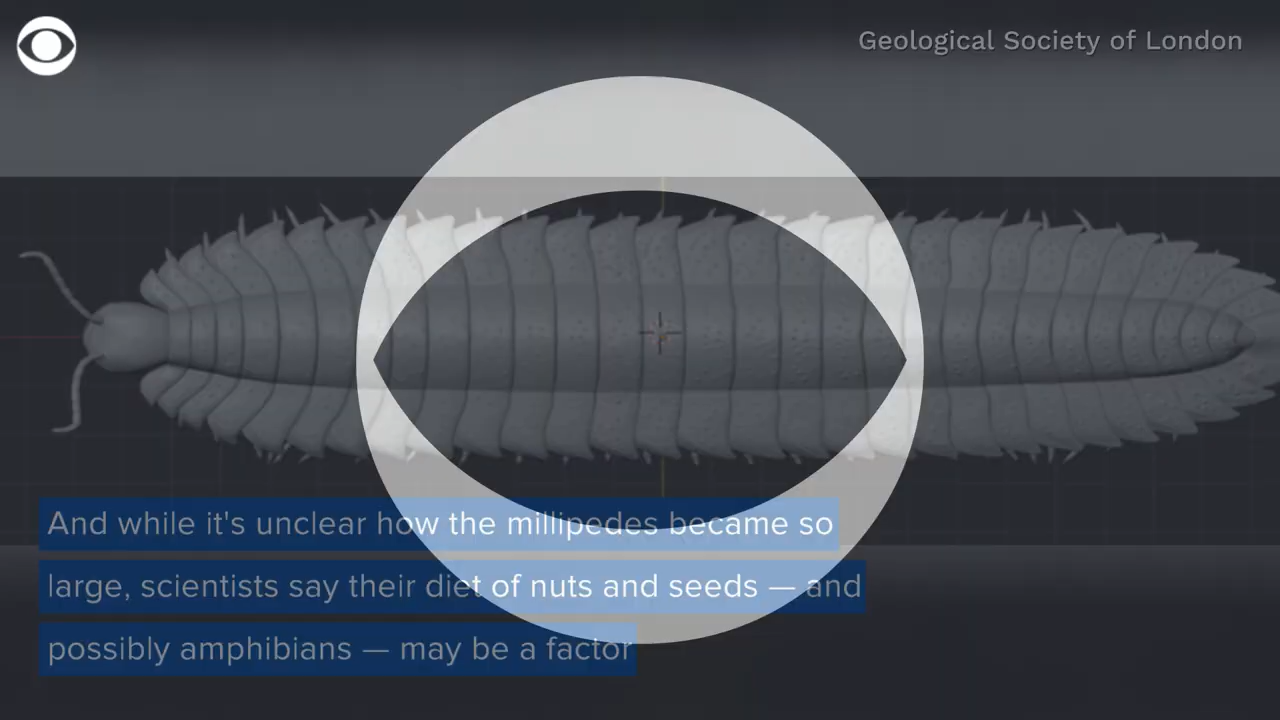 Geological Society of London
And while it's unclear how the millipedes became so
large, scientists say their diet of nuts and seeds — and
possibly amphibians — may be a factor